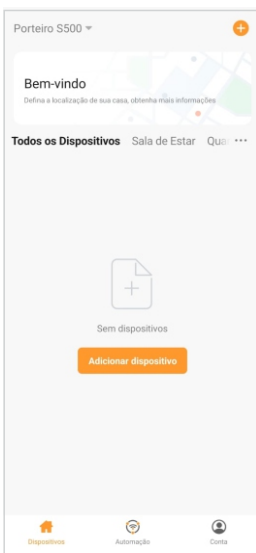 Porteiro S500
Bem-vindo
Defina a localização de sua casa, obtenha mais informações
Todos os Dispositivos Sala de Estar Qua
Sem dispositivos
Adicionar dispositivo
Dispositivos Automação Conta